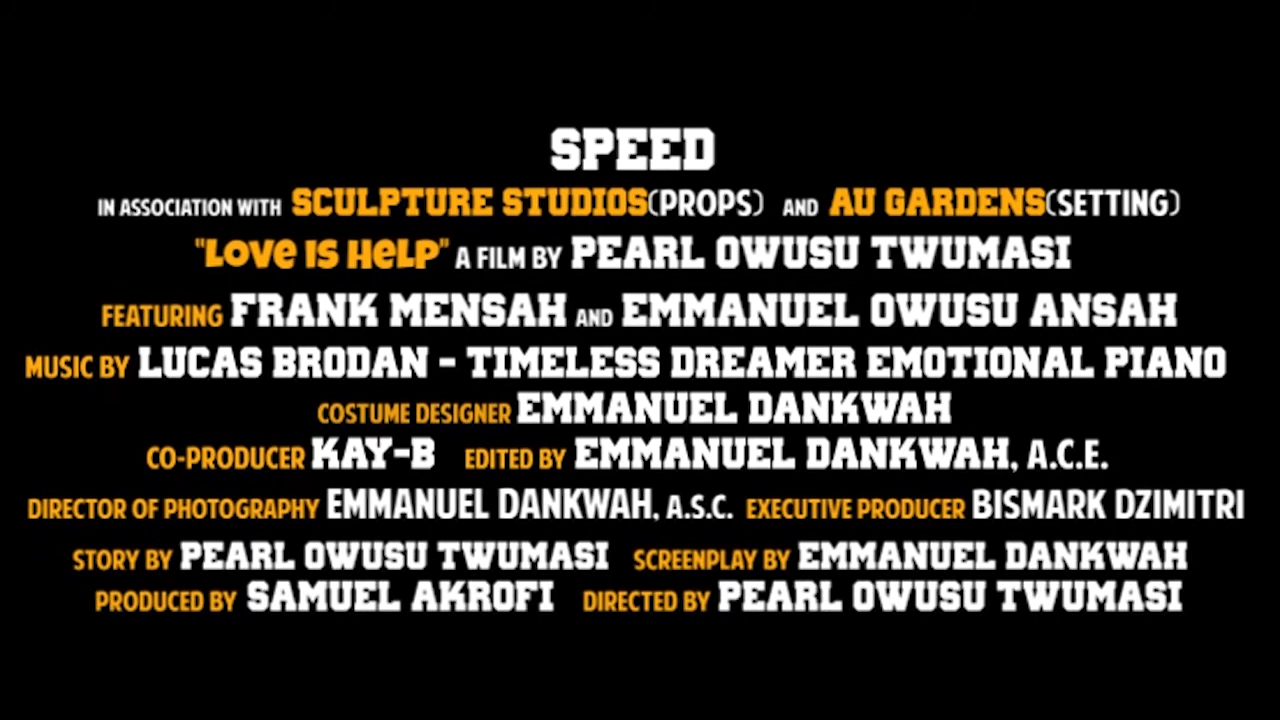 SPEED
IN ASSOCIATION WITH SCULPTURE STUDIOS(PROPS) AND AU GARDENS(SETTING)
"Love is Help" A FILM BY PEARL OWUSU TWUMASI
FEATURING FRANK MENSAH AND EMMANUEL OWUSU ANSAH
MUSIC BY LUCAS BRODAN - TIMELESS DREAMER EMOTIONAL PIANO
COSTUME DESIGNER EMMANUEL DANKWAH
CO-PRODUCER KAY-B EDITED BY EMMANUEL DANKWAH, A.C.E.
DIRECTOR OF PHOTOGRAPHY EMMANUEL DANKWAH, A.S.C. EXECUTIVE PRODUCER BISMARK DZIMITRI
STORY BY PEARL OWUSU TWUMASI SCREENPLAY BY EMMANUEL DANKWAH
PRODUCED BY SAMUEL AKROFI DIRECTED BY PEARL OWUSU TWUMASI